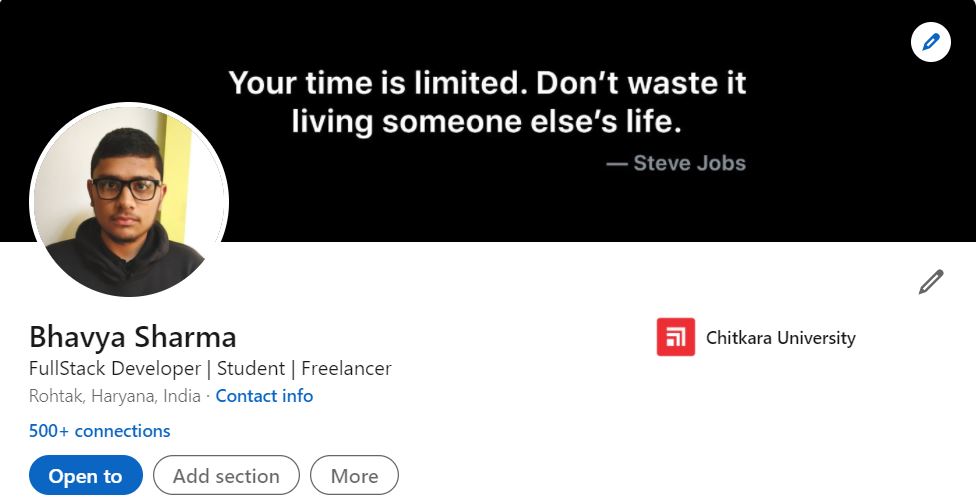 Your time is limited. Don’t waste it
living someone else’s life.
— Steve Jobs
Bhavya Sharma
Chitkara University
FullStack Developer | Student | Freelancer
Rohtak, Haryana, India · Contact info
500+ connections
Open to
Add section
More